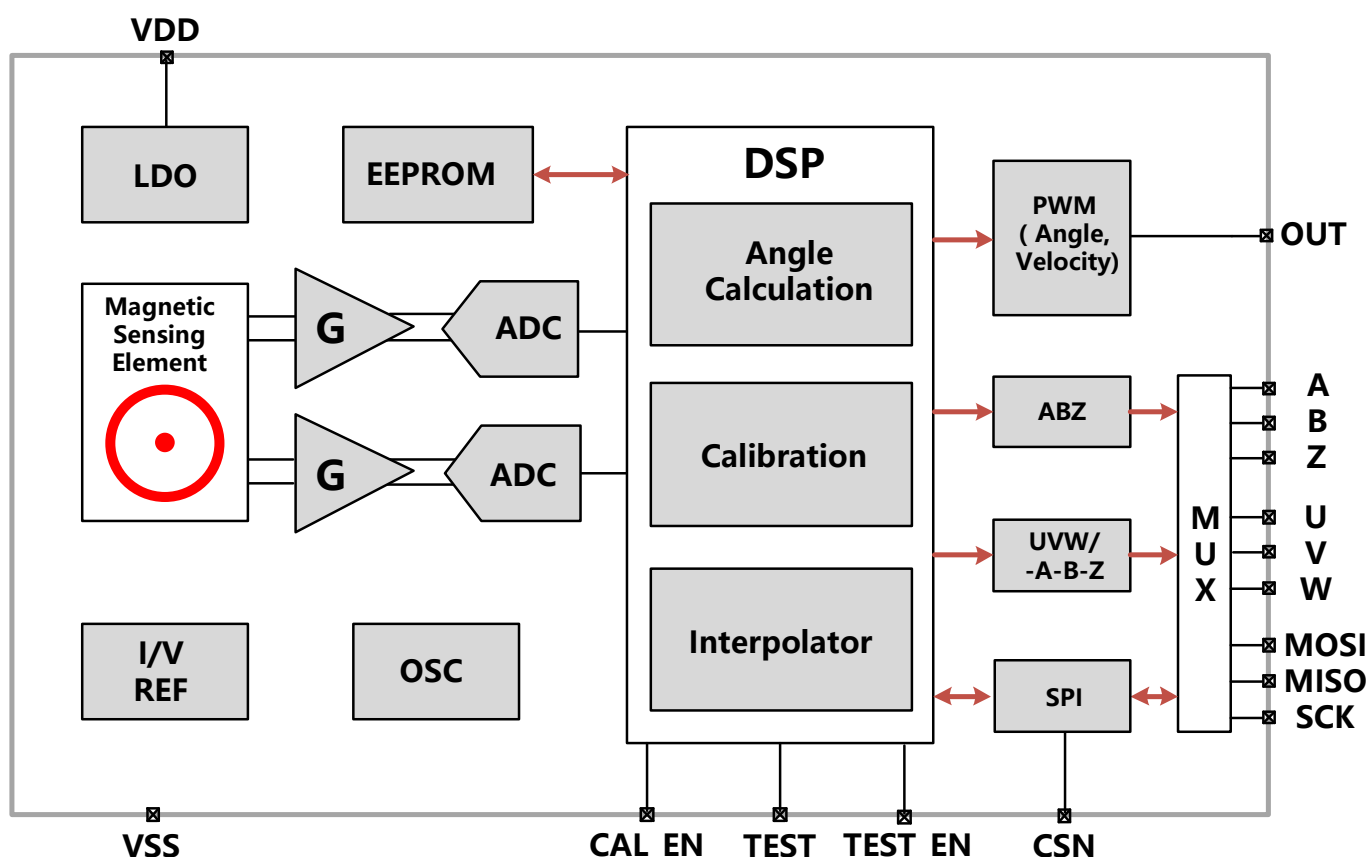 VDD
LDO
EEPROM
DSP
Angle
Calculation
PWM
( Angle,
Velocity)
OUT
Magnetic
Sensing
Element
G
ADC
G
ADC
Calibration
Interpolator
ABZ
UVW/
-A-B-Z
SPI
M
U
X
A
B
Z
U
V
W
MOSI
MISO
SCK
I/V
REF
OSC
VSS
CAL_EN
TEST
TEST_EN
CSN